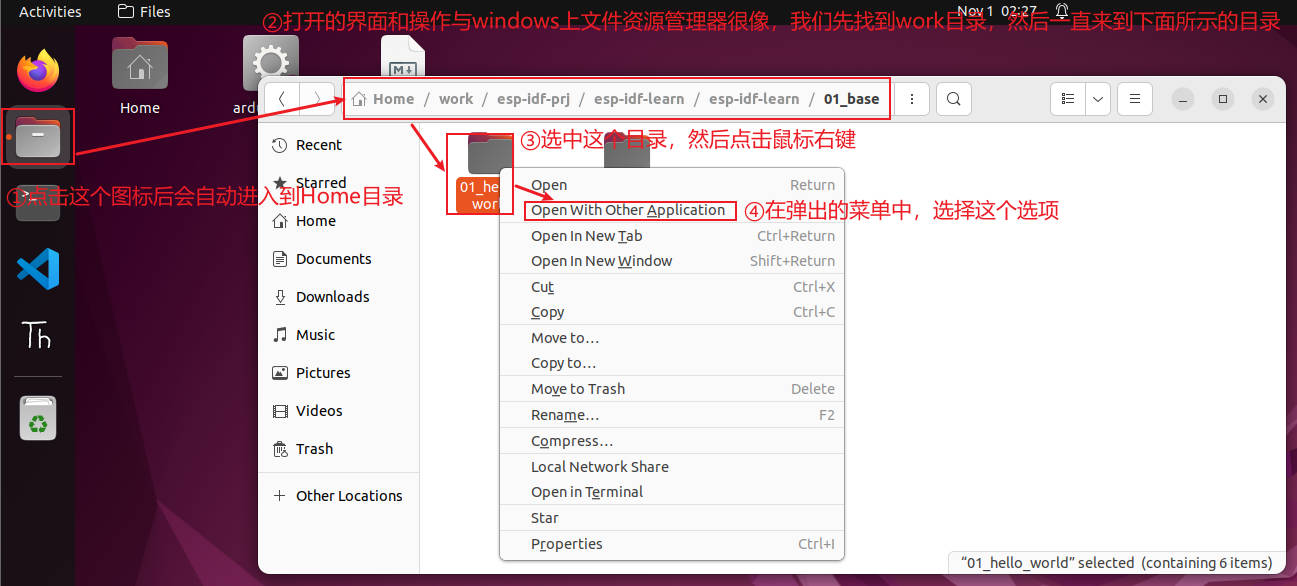 Activities Files Nov 1 02:27
②打开的界面和操作与windows上文件资源管理器很像，我们先找到work目录，然后一直来到下面所示的目录
Home
Home / work / esp-idf-prj / esp-idf-learn / esp-idf-learn / 01_base
③选中这个目录，然后点击鼠标右键
①点击这个图标后会自动进入到Home目录
Recent
Starred
Home
Documents
Downloads
Music
Pictures
Videos
Trash
Other Locations
Open Return
Open With Other Application
④在弹出的菜单中，选择这个选项
Open In New Tab Ctrl+Return
Open In New Window Shift+Return
Cut Ctrl+X
Copy Ctrl+C
Move to…
Copy to…
Move to Trash Delete
Rename… F2
Compress…
Local Network Share
Open in Terminal
Star
Properties Ctrl+I
“01_hello_world” selected (containing 6 items)